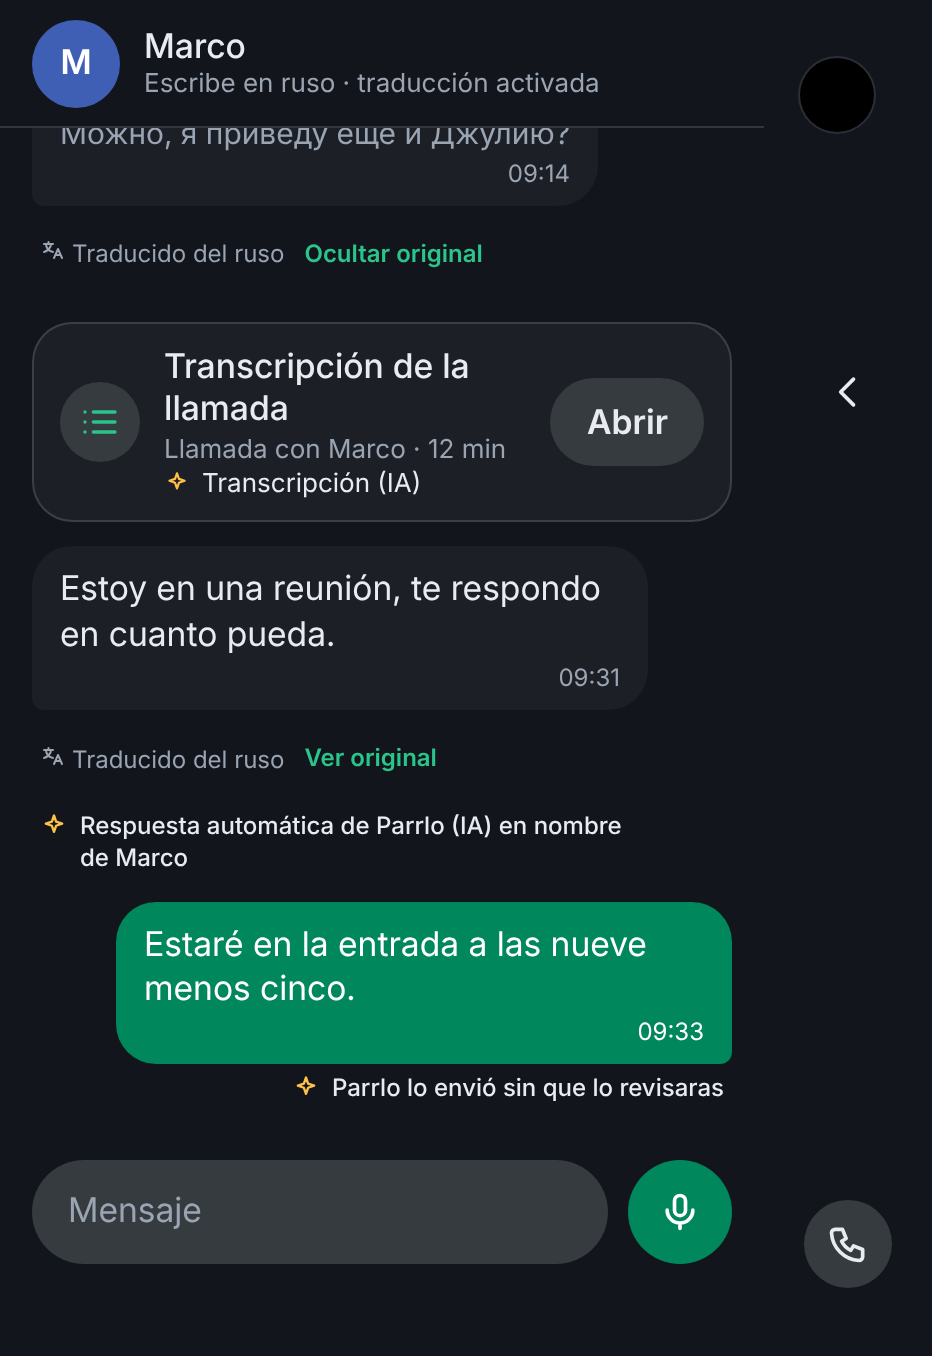 M
Marco
Escribe en ruso · traducción activada
Можно, я приведу еще и Джулию?
09:14
Traducido del ruso Ocultar original
Transcripción de la
llamada
Llamada con Marco · 12 min
Transcripción (IA)
Abrir
Estoy en una reunión, te respondo
en cuanto pueda.
09:31
Traducido del ruso Ver original
Respuesta automática de Parrlo (IA) en nombre
de Marco
Estaré en la entrada a las nueve
menos cinco.
09:33
Parrlo lo envió sin que lo revisaras
Mensaje